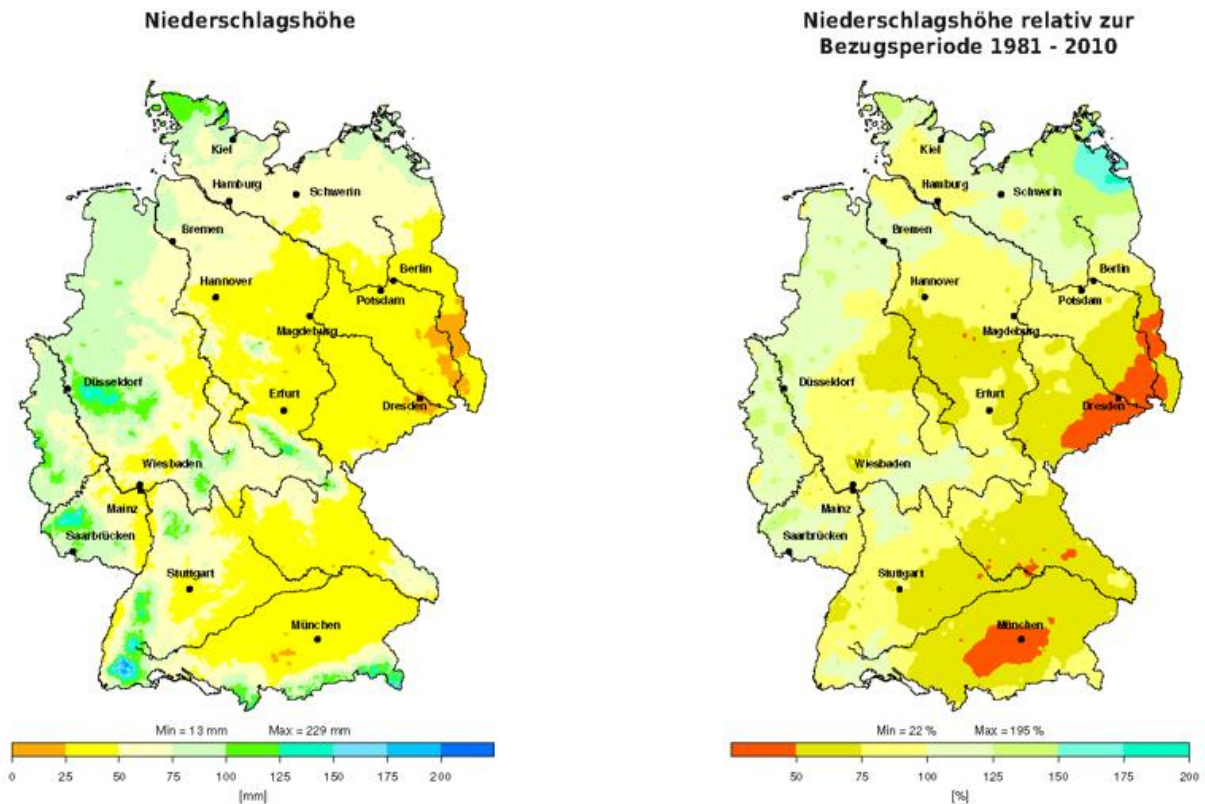 Niederschlagshöhe
Kiel
Hamburg
Schwerin
Bremen
Berlin
Hannover
Potsdam
Magdeburg
Düsseldorf
Erfurt
Dresden
Wiesbaden
Mainz
Saarbrücken
Stuttgart
München
Min = 13 mm Max = 229 mm
0 25 50 75 100 125 150 175 200
[mm]
Niederschlagshöhe relativ zur
Bezugsperiode 1981 - 2010
Kiel
Hamburg
Schwerin
Bremen
Berlin
Hannover
Potsdam
Magdeburg
Düsseldorf
Erfurt
Dresden
Wiesbaden
Mainz
Saarbrücken
Stuttgart
München
Min = 22 % Max = 195 %
50 75 100 125 150 175 200
[%]